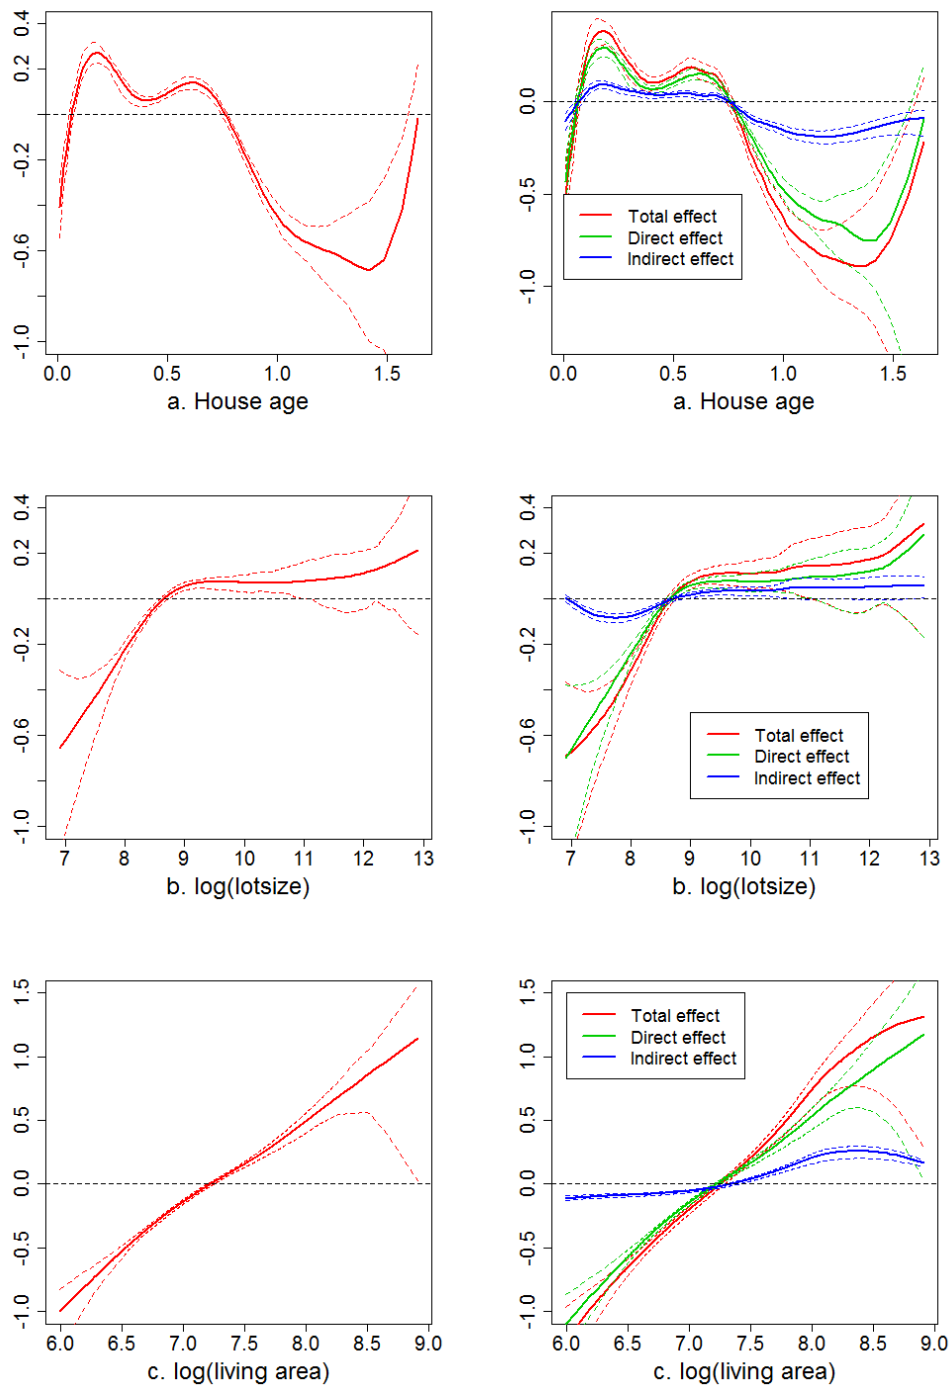 0.4
0.2
-0.2
-0.6
-1.0
0.0 0.5 1.0 1.5
a. House age
0.0
-0.5
-1.0
Total effect
Direct effect
Indirect effect
0.0 0.5 1.0 1.5
a. House age
0.4
0.2
-0.2
-0.6
-1.0
7 8 9 10 11 12 13
b. log(lotsize)
0.4
0.2
-0.2
-0.6
-1.0
Total effect
Direct effect
Indirect effect
7 8 9 10 11 12 13
b. log(lotsize)
1.5
1.0
0.5
0.0
-0.5
-1.0
6.0 6.5 7.0 7.5 8.0 8.5 9.0
c. log(living area)
1.5
1.0
0.5
0.0
-0.5
-1.0
Total effect
Direct effect
Indirect effect
6.0 6.5 7.0 7.5 8.0 8.5 9.0
c. log(living area)